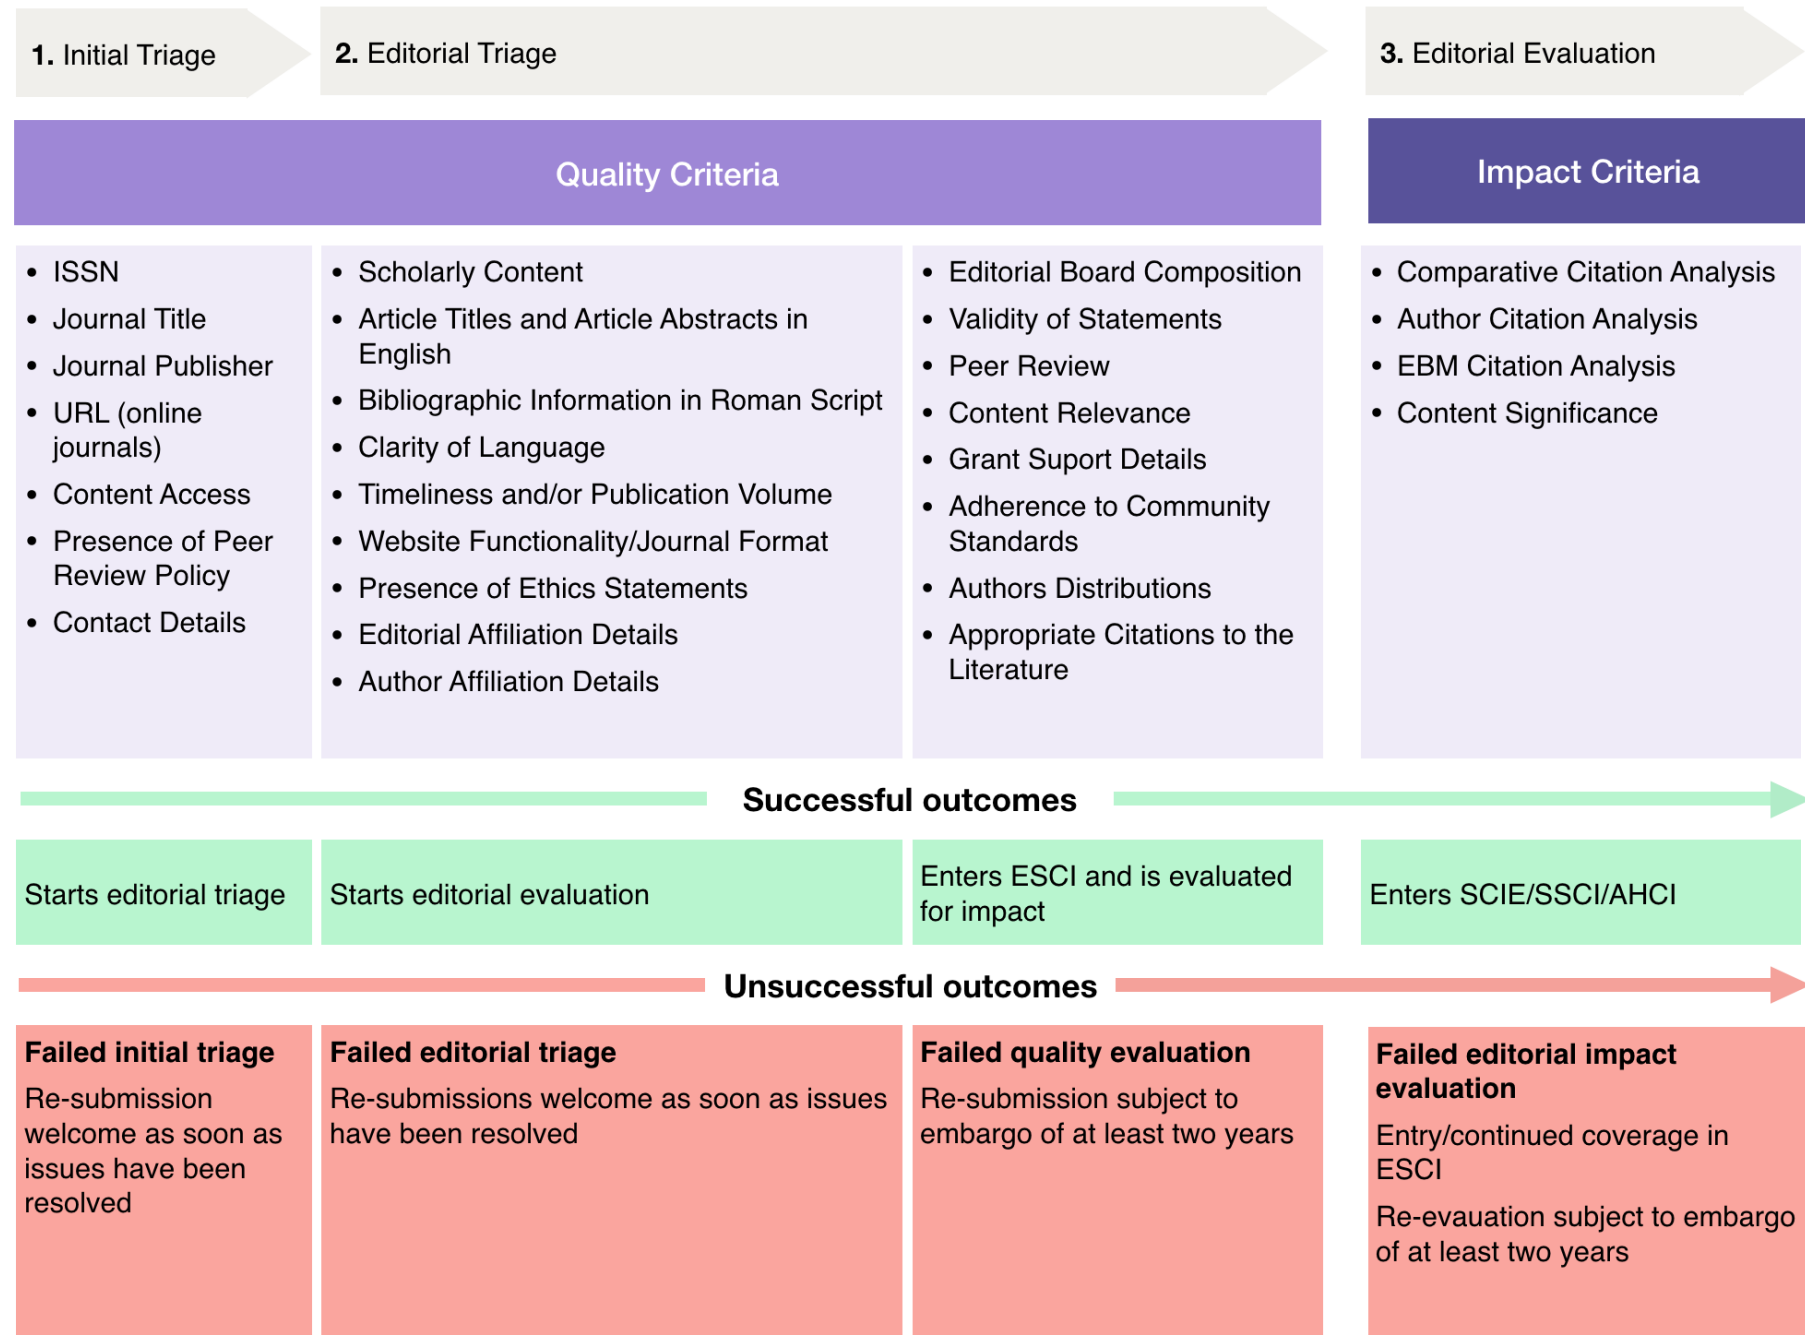 1. Initial Triage
2. Editorial Triage
3. Editorial Evaluation
Quality Criteria
Impact Criteria
• ISSN
• Journal Title
• Journal Publisher
• URL (online
journals)
• Content Access
• Presence of Peer
Review Policy
• Contact Details
• Scholarly Content
• Article Titles and Article Abstracts in
English
• Bibliographic Information in Roman Script
• Clarity of Language
• Timeliness and/or Publication Volume
• Website Functionality/Journal Format
• Presence of Ethics Statements
• Editorial Affiliation Details
• Author Affiliation Details
• Editorial Board Composition
• Validity of Statements
• Peer Review
• Content Relevance
• Grant Suport Details
• Adherence to Community
Standards
• Authors Distributions
• Appropriate Citations to the
Literature
• Comparative Citation Analysis
• Author Citation Analysis
• EBM Citation Analysis
• Content Significance
Successful outcomes
Starts editorial triage
Starts editorial evaluation
Enters ESCI and is evaluated
for impact
Enters SCIE/SSCI/AHCI
Unsuccessful outcomes
Failed initial triage
Re-submission
welcome as soon as
issues have been
resolved
Failed editorial triage
Re-submissions welcome as soon as issues
have been resolved
Failed quality evaluation
Re-submission subject to
embargo of at least two years
Failed editorial impact
evaluation
Entry/continued coverage in
ESCI
Re-evauation subject to embargo
of at least two years